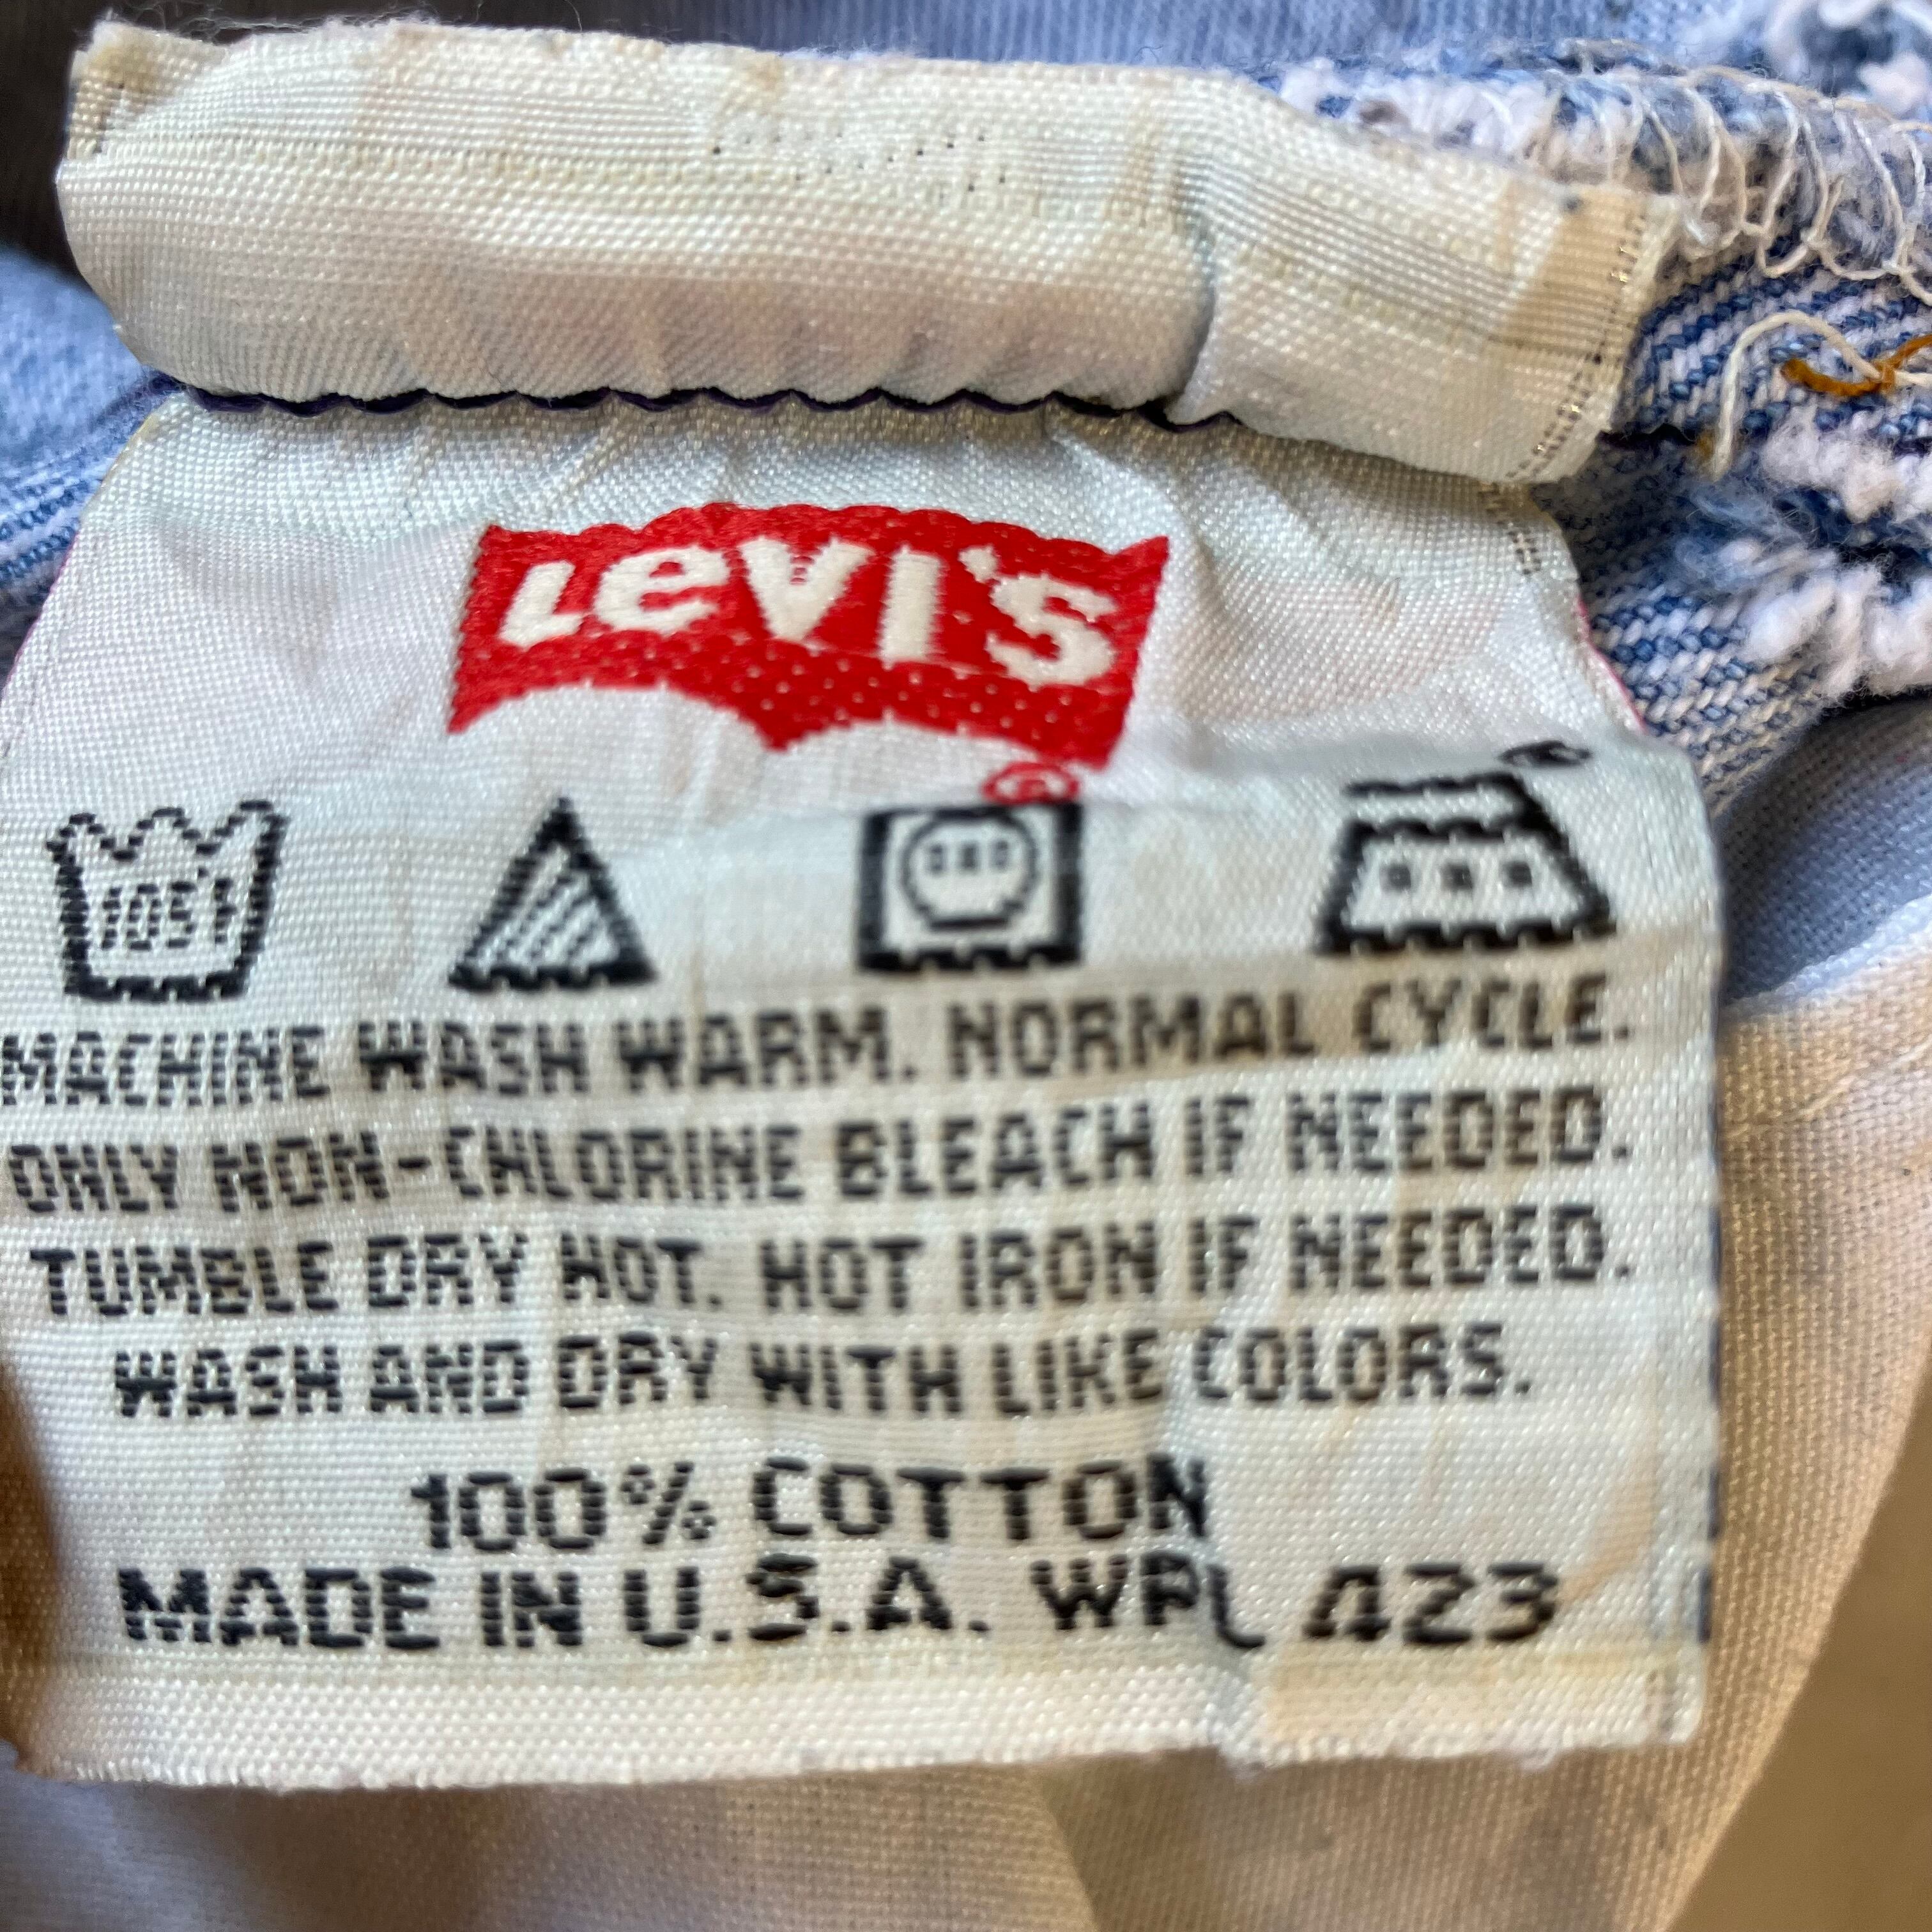 LEVI'S
®
105°F
MACHINE WASH WARM. NORMAL CYCLE.
ONLY NON-CHLORINE BLEACH IF NEEDED.
TUMBLE DRY HOT. HOT IRON IF NEEDED.
WASH AND DRY WITH LIKE COLORS.
100% COTTON
MADE IN U.S.A. WPL 423